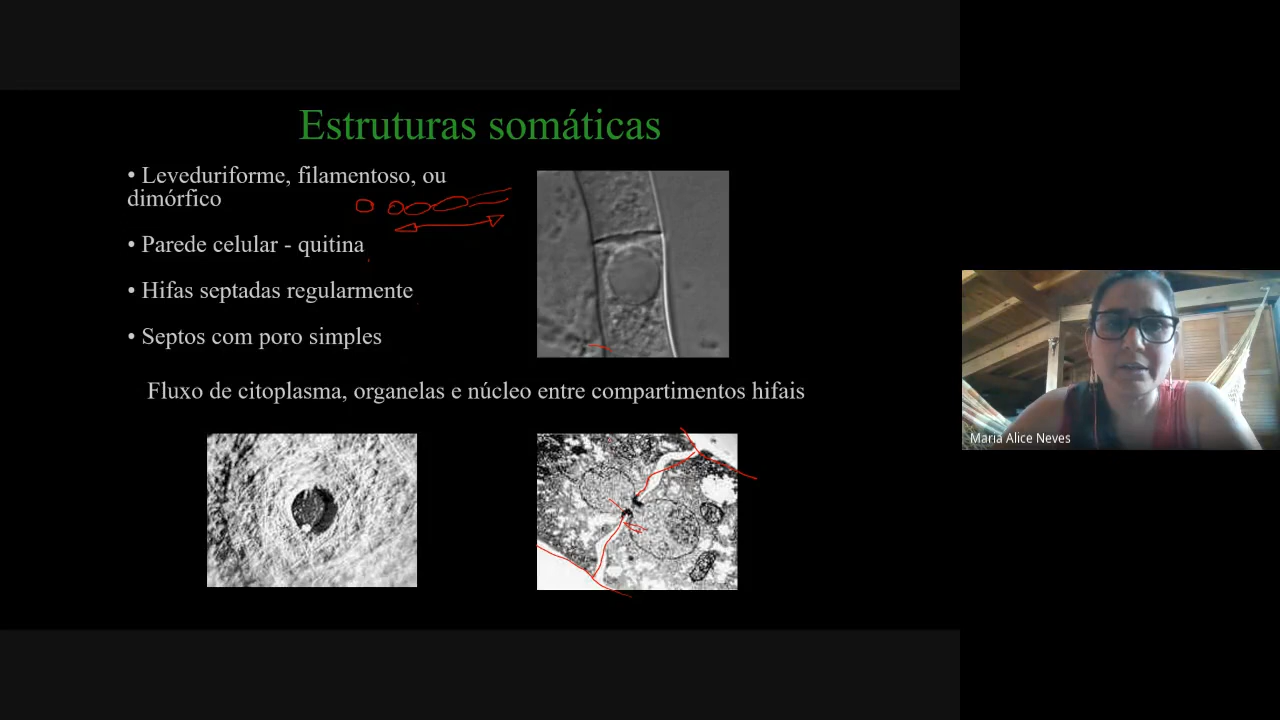 Estruturas somáticas
• Leveduriforme, filamentoso, ou
dimórfico
• Parede celular - quitina
• Hifas septadas regularmente
• Septos com poro simples
Fluxo de citoplasma, organelas e núcleo entre compartimentos hifais
Maria Alice Neves